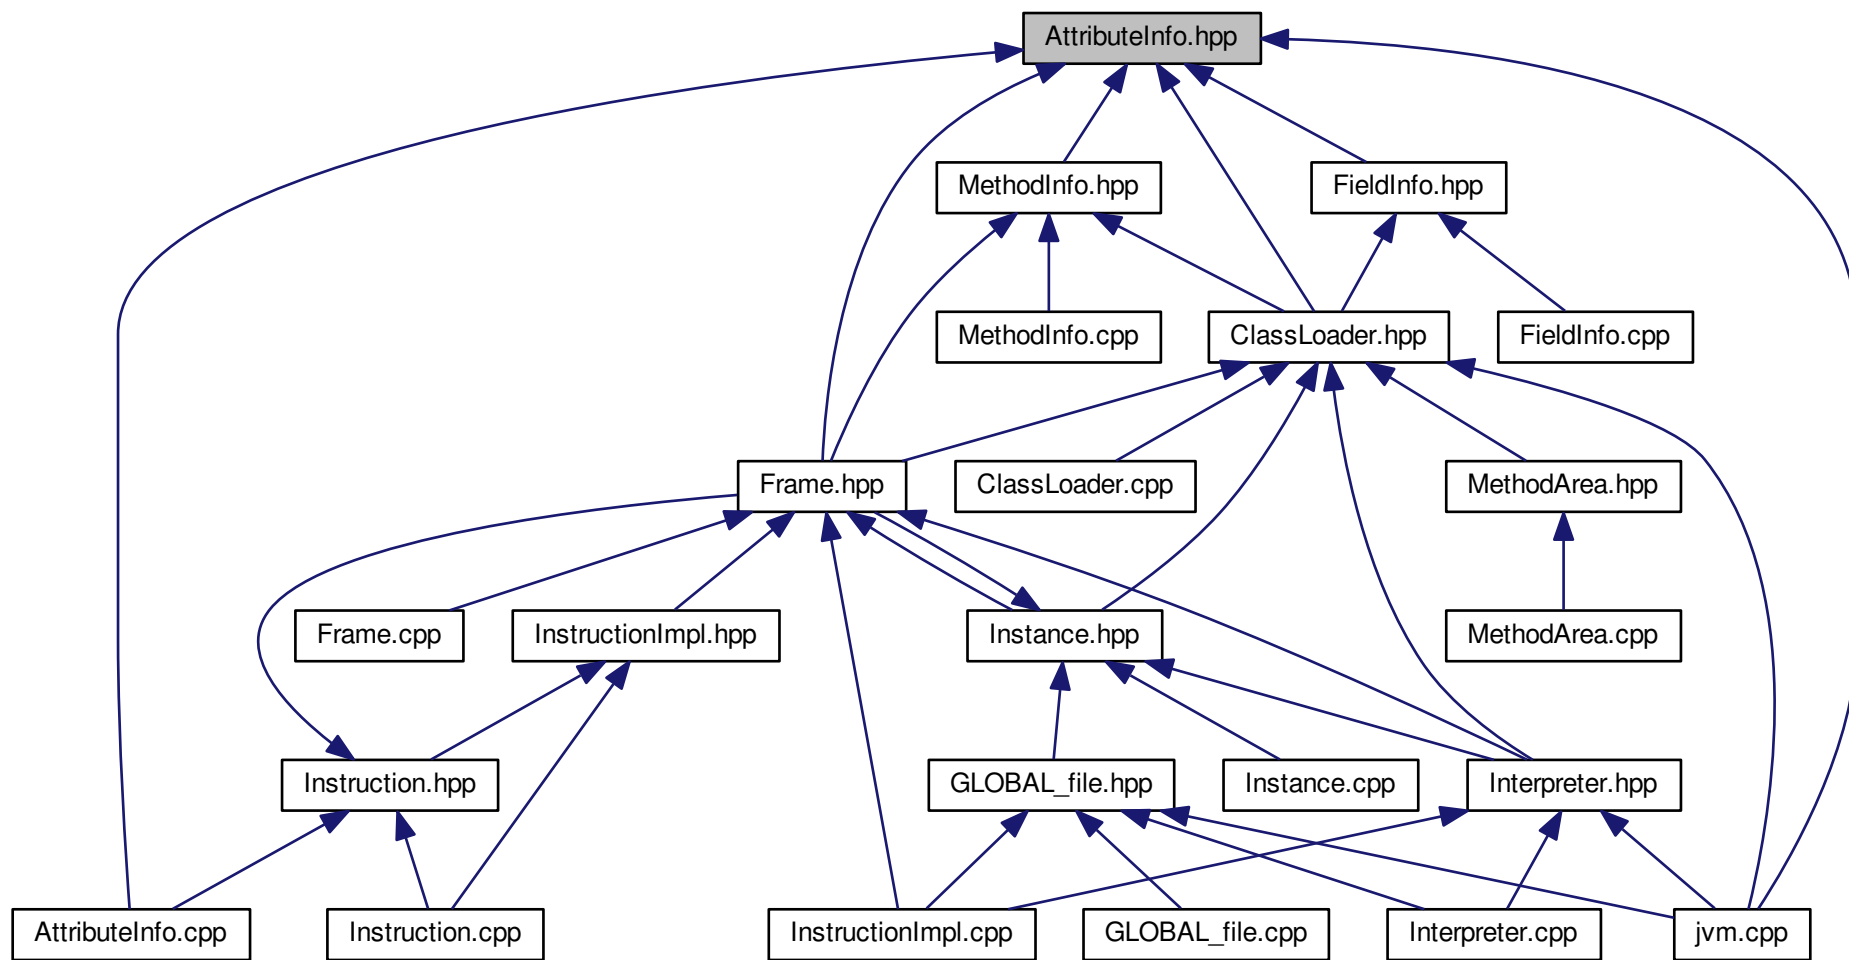 AttributeInfo.hpp
MethodInfo.hpp
FieldInfo.hpp
MethodInfo.cpp
ClassLoader.hpp
FieldInfo.cpp
Frame.hpp
ClassLoader.cpp
MethodArea.hpp
Frame.cpp
InstructionImpl.hpp
Instance.hpp
MethodArea.cpp
Instruction.hpp
GLOBAL_file.hpp
Instance.cpp
Interpreter.hpp
AttributeInfo.cpp
Instruction.cpp
InstructionImpl.cpp
GLOBAL_file.cpp
Interpreter.cpp
jvm.cpp